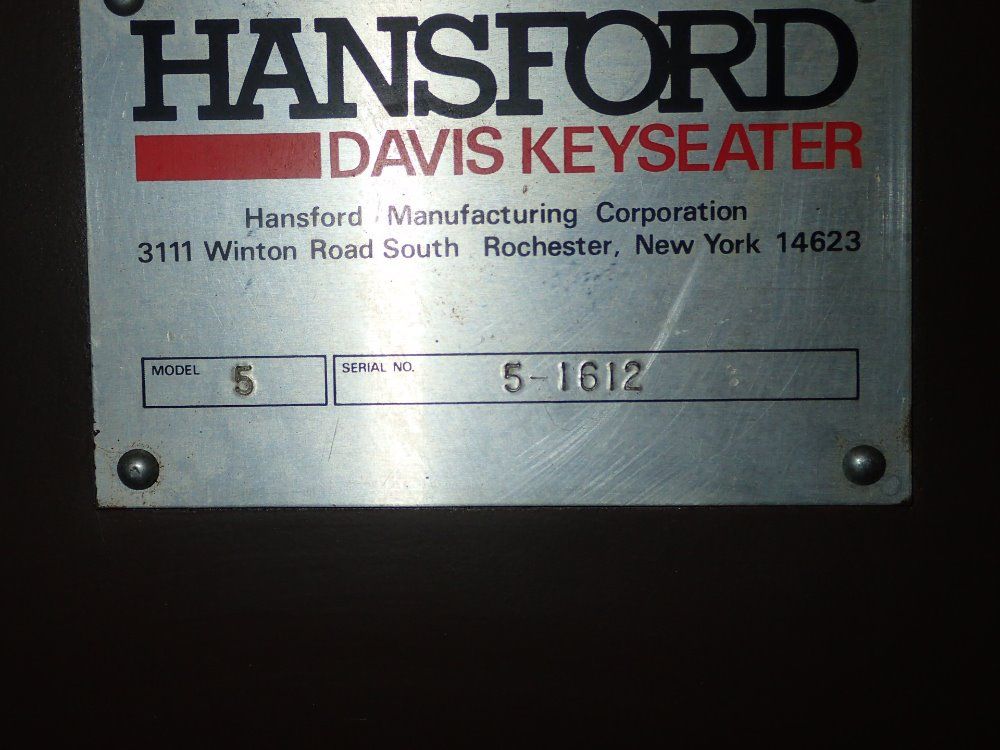 HANSFORD
DAVIS KEYSEATER
Hansford Manufacturing Corporation
3111 Winton Road South Rochester, New York 14623
MODEL 5 SERIAL NO. 5-1612